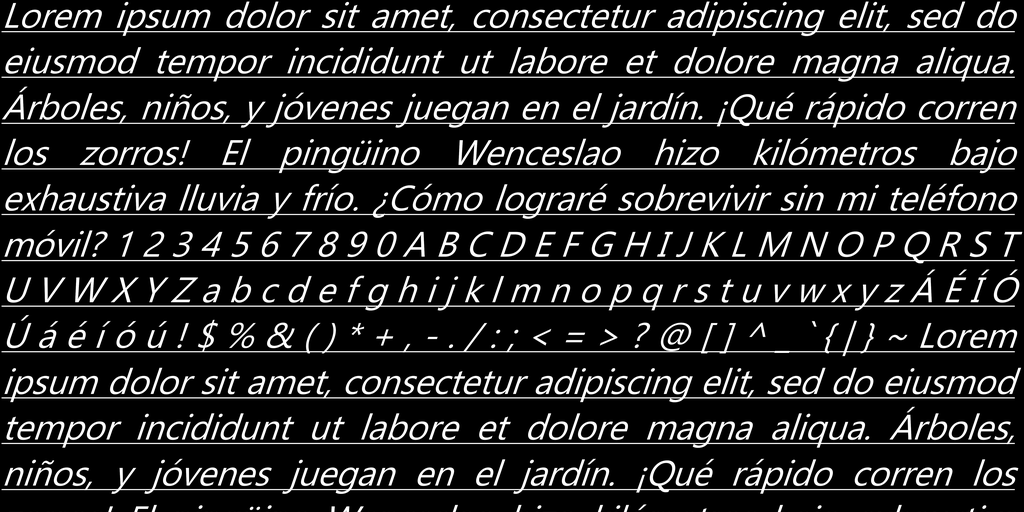 Lorem ipsum dolor sit amet, consectetur adipiscing elit, sed do
eiusmod tempor incididunt ut labore et dolore magna aliqua.
Árboles, niños, y jóvenes juegan en el jardín. ¡Qué rápido corren
los zorros! El pingüino Wenceslao hizo kilómetros bajo
exhaustiva lluvia y frío. ¿Cómo lograré sobrevivir sin mi teléfono
móvil? 1 2 3 4 5 6 7 8 9 0 A B C D E F G H I J K L M N O P Q R S T
U V W X Y Z a b c d e f g h i j k l m n o p q r s t u v w x y z Á É Í Ó
Ú á é í ó ú ! $ % & ( ) * + , - . / : ; < = > ? @ [ ] ^ _ ` { | } ~ Lorem
ipsum dolor sit amet, consectetur adipiscing elit, sed do eiusmod
tempor incididunt ut labore et dolore magna aliqua. Árboles,
niños, y jóvenes juegan en el jardín. ¡Qué rápido corren los